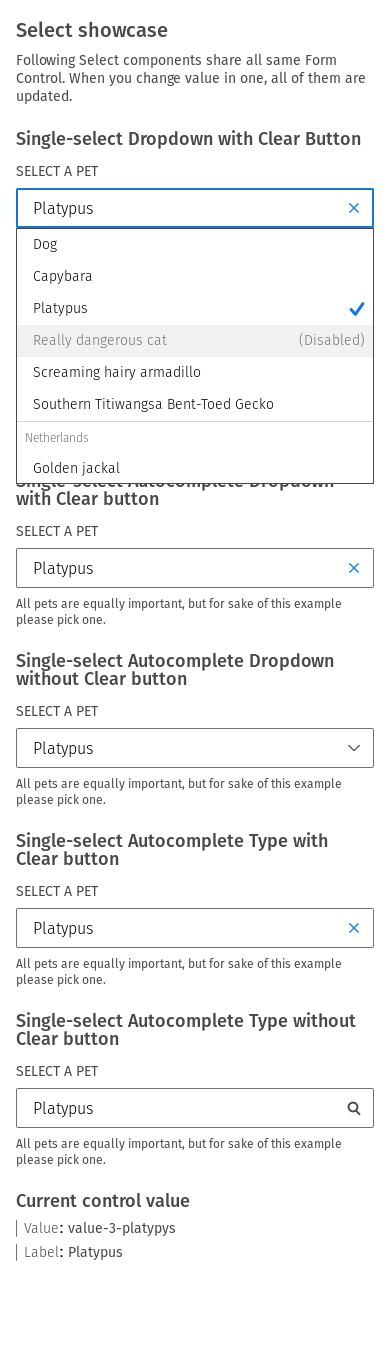 Select showcase
Following Select components share all same Form
Control. When you change value in one, all of them are
updated.
Single-select Dropdown with Clear Button
SELECT A PET
Platypus
Dog
Capybara
Platypus
Really dangerous cat (Disabled)
Screaming hairy armadillo
Southern Titiwangsa Bent-Toed Gecko
Netherlands
Golden jackal
Single-select Autocomplete Dropdown
with Clear button
SELECT A PET
Platypus
All pets are equally important, but for sake of this example
please pick one.
Single-select Autocomplete Dropdown
without Clear button
SELECT A PET
Platypus
All pets are equally important, but for sake of this example
please pick one.
Single-select Autocomplete Type with
Clear button
SELECT A PET
Platypus
All pets are equally important, but for sake of this example
please pick one.
Single-select Autocomplete Type without
Clear button
SELECT A PET
Platypus
All pets are equally important, but for sake of this example
please pick one.
Current control value
Value: value-3-platypys
Label: Platypus